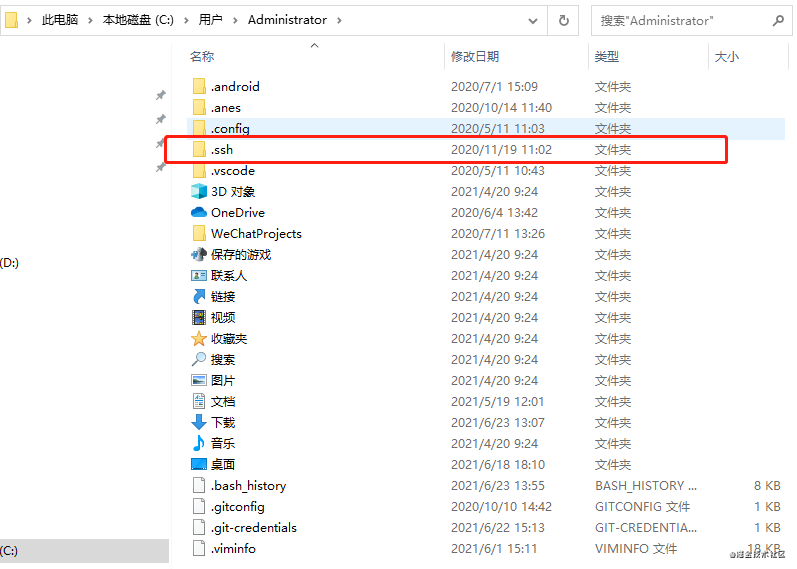 此电脑 › 本地磁盘 (C:) › 用户 › Administrator › 搜索"Administrator"
名称 修改日期 类型 大小
.android 2020/7/1 15:09 文件夹
.anes 2020/10/14 11:40 文件夹
.config 2020/5/11 11:03 文件夹
.ssh 2020/11/19 11:02 文件夹
.vscode 2020/5/11 10:43 文件夹
3D 对象 2021/4/20 9:24 文件夹
OneDrive 2020/6/4 13:42 文件夹
WeChatProjects 2020/7/11 13:26 文件夹
保存的游戏 2021/4/20 9:24 文件夹
(D:)
联系人 2021/4/20 9:24 文件夹
链接 2021/4/20 9:24 文件夹
视频 2021/4/20 9:24 文件夹
收藏夹 2021/4/20 9:24 文件夹
搜索 2021/4/20 9:24 文件夹
图片 2021/4/20 9:24 文件夹
文档 2021/5/19 12:01 文件夹
下载 2021/6/23 13:07 文件夹
音乐 2021/4/20 9:24 文件夹
桌面 2021/6/18 18:10 文件夹
.bash_history 2021/6/23 13:55 BASH_HISTORY ... 8 KB
.gitconfig 2020/10/10 14:42 GITCONFIG 文件 1 KB
.git-credentials 2021/6/22 15:13 GIT-CREDENTIA... 1 KB
(C:) .viminfo 2021/6/1 15:11 VIMINFO 文件 18 KB
@掘金技术社区